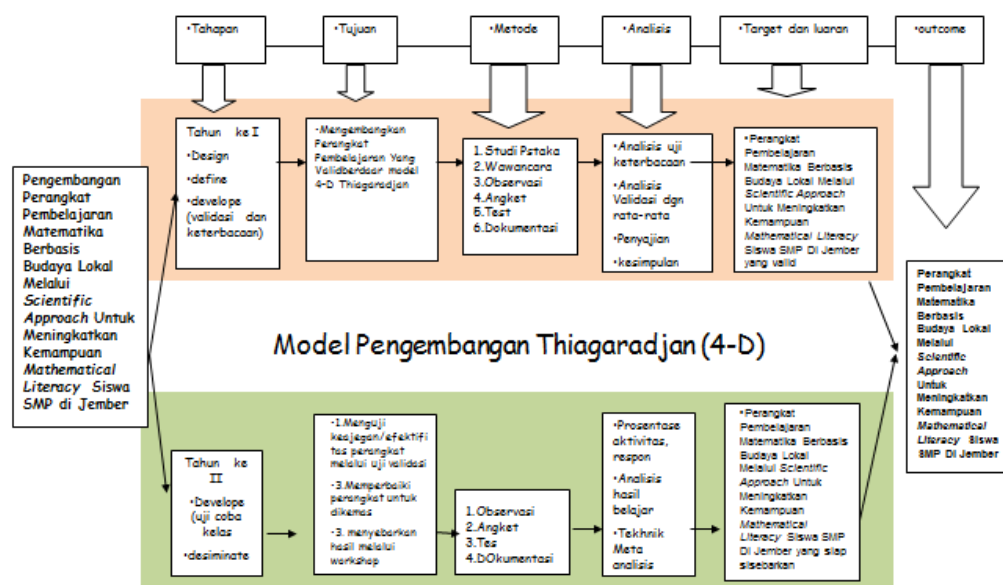 •Tahapan
•Tujuan
•Metode
•Analisis
•Target dan luaran
•outcome
Pengembangan
Perangkat
Pembelajaran
Matematika
Berbasis
Budaya Lokal
Melalui
Scientific
Approach Untuk
Meningkatkan
Kemampuan
Mathematical
Literacy Siswa
SMP di Jember
Tahun ke I
•Design
•define
•develope
(validasi dan
keterbacaan)
•Mengembangkan
Perangkat
Pembelajaran Yang
Validberdaar model
4-D Thiagaradjan
1.Studi Pstaka
2.Wawancara
3.Observasi
4.Angket
5.Test
6.Dokumentasi
•Analisis uji
keterbacaan
•Analisis
Validasi dgn
rata-rata
•Penyajian
•kesimpulan
•Perangkat
Pembelajaran
Matematika Berbasis
Budaya Lokal Melalui
Scientific Approach
Untuk Meningkatkan
Kemampuan
Mathematical Literacy
Siswa SMP Di Jember
yang valid
Model Pengembangan Thiagaradjan (4-D)
Tahun ke
II
•Develope
(uji coba
kelas
•desiminate
•1.Menguji
keajegan/efektifi
tas perangkat
melalui uji validasi
•3.Memperbaiki
perangkat untuk
dikemas
•3. menyebarkan
hasil melalui
workshop
1.Observasi
2.Angket
3.Tes
4.DOkumentasi
•Prosentase
aktivitas,
respon
•Analisis
hasil
belajar
•Tekhnik
Meta
analisis
•Perangkat
Pembelajaran
Matematika Berbasis
Budaya Lokal
Melalui Scientific
Approach Untuk
Meningkatkan
Kemampuan
Mathematical
Literacy Siswa SMP
Di Jember yang siap
sisebarkan
Perangkat
Pembelajaran
Matematika
Berbasis
Budaya Lokal
Melalui
Scientific
Approach
Untuk
Meningkatkan
Kemampuan
Mathematical
Literacy Siswa
SMP Di Jember